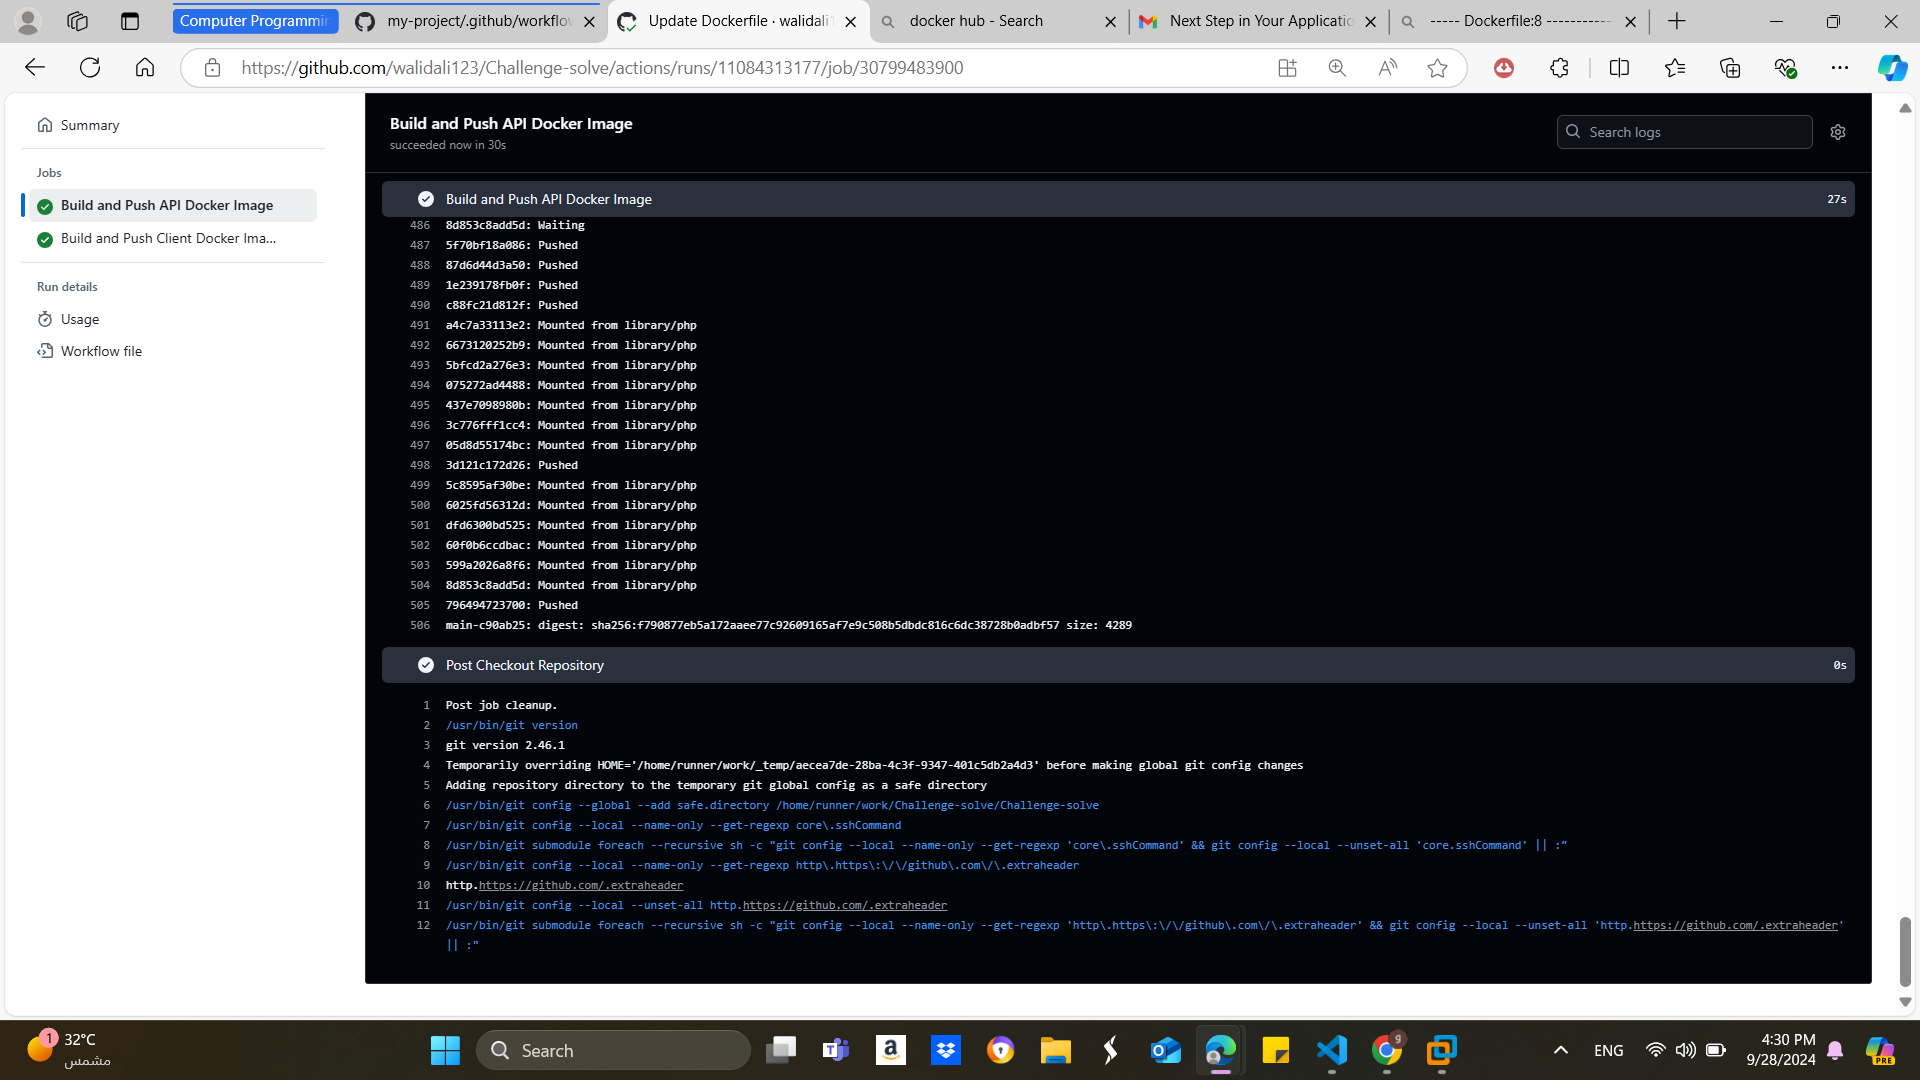 Computer Programmin
my-project/.github/workflow
Update Dockerfile · walidali1
docker hub - Search
Next Step in Your Applicatio
----- Dockerfile:8 -----------
https://github.com/walidali123/Challenge-solve/actions/runs/11084313177/job/30799483900
Summary
Jobs
Build and Push API Docker Image
Build and Push Client Docker Ima...
Run details
Usage
Workflow file
Build and Push API Docker Image
succeeded now in 30s
Search logs
Build and Push API Docker Image 27s
486 8d853c8add5d: Waiting
487 5f70bf18a086: Pushed
488 87d6d44d3a50: Pushed
489 1e239178fb0f: Pushed
490 c88fc21d812f: Pushed
491 a4c7a33113e2: Mounted from library/php
492 6673120252b9: Mounted from library/php
493 5bfcd2a276e3: Mounted from library/php
494 075272ad4488: Mounted from library/php
495 437e7098980b: Mounted from library/php
496 3c776fff1cc4: Mounted from library/php
497 05d8d55174bc: Mounted from library/php
498 3d121c172d26: Pushed
499 5c8595af30be: Mounted from library/php
500 6025fd56312d: Mounted from library/php
501 dfd6300bd525: Mounted from library/php
502 60f0b6ccdbac: Mounted from library/php
503 599a2026a8f6: Mounted from library/php
504 8d853c8add5d: Mounted from library/php
505 796494723700: Pushed
506 main-c90ab25: digest: sha256:f790877eb5a172aaee77c92609165af7e9c508b5dbdc816c6dc38728b0adbf57 size: 4289
Post Checkout Repository 0s
1 Post job cleanup.
2 /usr/bin/git version
3 git version 2.46.1
4 Temporarily overriding HOME='/home/runner/work/_temp/aecea7de-28ba-4c3f-9347-401c5db2a4d3' before making global git config changes
5 Adding repository directory to the temporary git global config as a safe directory
6 /usr/bin/git config --global --add safe.directory /home/runner/work/Challenge-solve/Challenge-solve
7 /usr/bin/git config --local --name-only --get-regexp core\.sshCommand
8 /usr/bin/git submodule foreach --recursive sh -c "git config --local --name-only --get-regexp 'core\.sshCommand' && git config --local --unset-all 'core.sshCommand' || :"
9 /usr/bin/git config --local --name-only --get-regexp http\.https\:\/\/github\.com\/\.extraheader
10 http.https://github.com/.extraheader
11 /usr/bin/git config --local --unset-all http.https://github.com/.extraheader
12 /usr/bin/git submodule foreach --recursive sh -c "git config --local --name-only --get-regexp 'http\.https\:\/\/github\.com\/\.extraheader' && git config --local --unset-all 'http.https://github.com/.extraheader'
|| :"
1
32°C
مشمس
Search
ENG
4:30 PM
9/28/2024
PRE